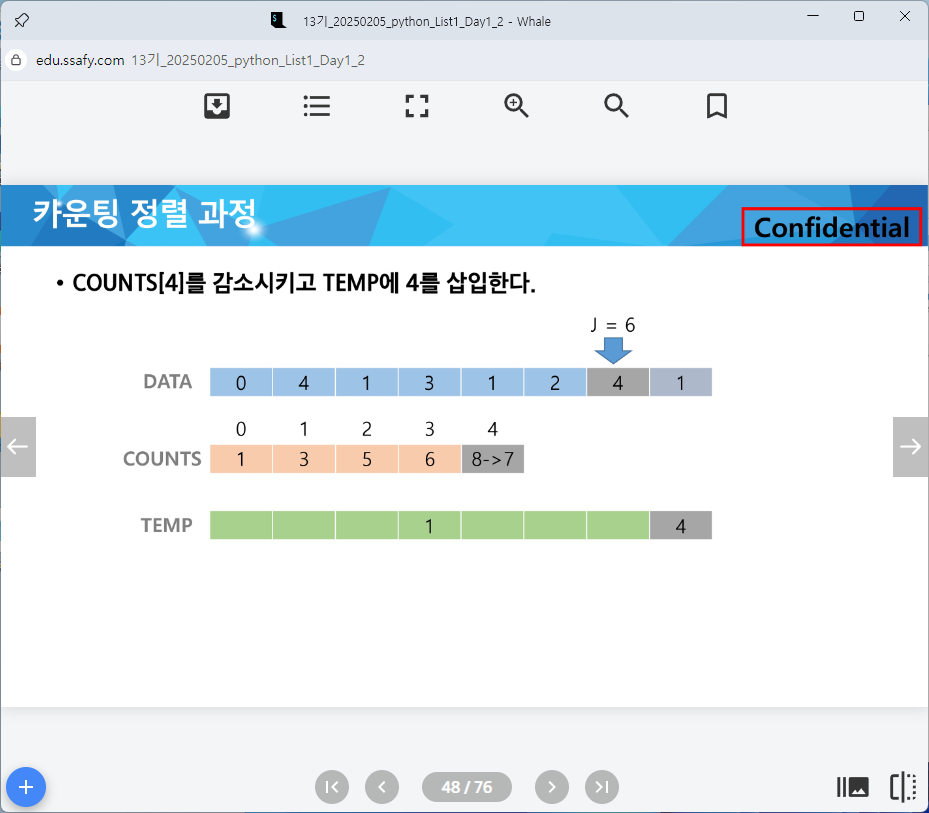 13기_20250205_python_List1_Day1_2 - Whale
edu.ssafy.com 13기_20250205_python_List1_Day1_2
캬운팅 정렬 과정
Confidential
• COUNTS[4]를 감소시키고 TEMP에 4를 삽입한다.
J = 6
DATA 0 4 1 3 1 2 4 1
0 1 2 3 4
COUNTS 1 3 5 6 8->7
TEMP 1 4
48 / 76